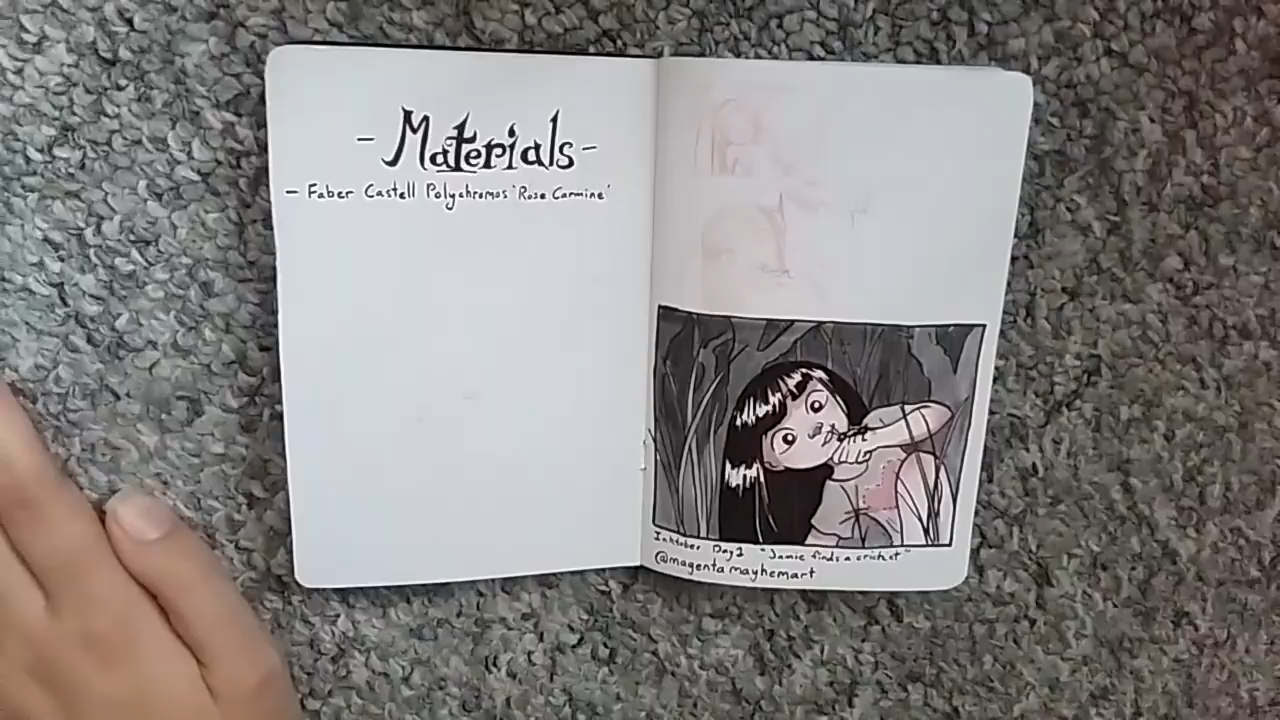 - Materials -
- Faber Castell Polychromos 'Rose Carmine'
Inktober Day 1 "Jamie finds a cricket"
@magentamayhemart